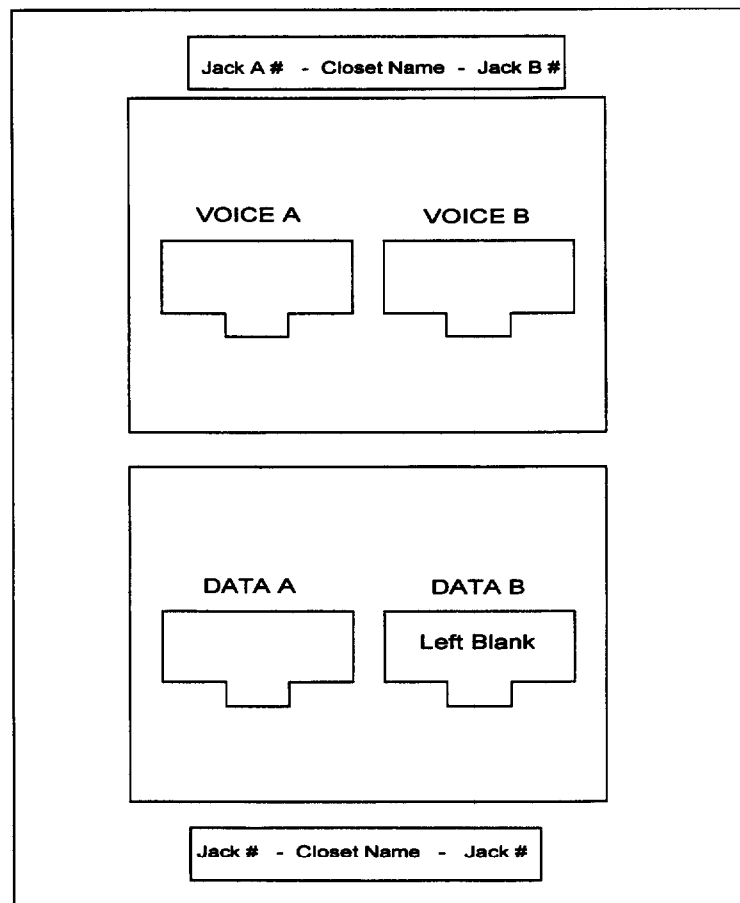 Jack A # - Closet Name - Jack B #
VOICE A VOICE B
DATA A DATA B
Left Blank
Jack # - Closet Name - Jack #